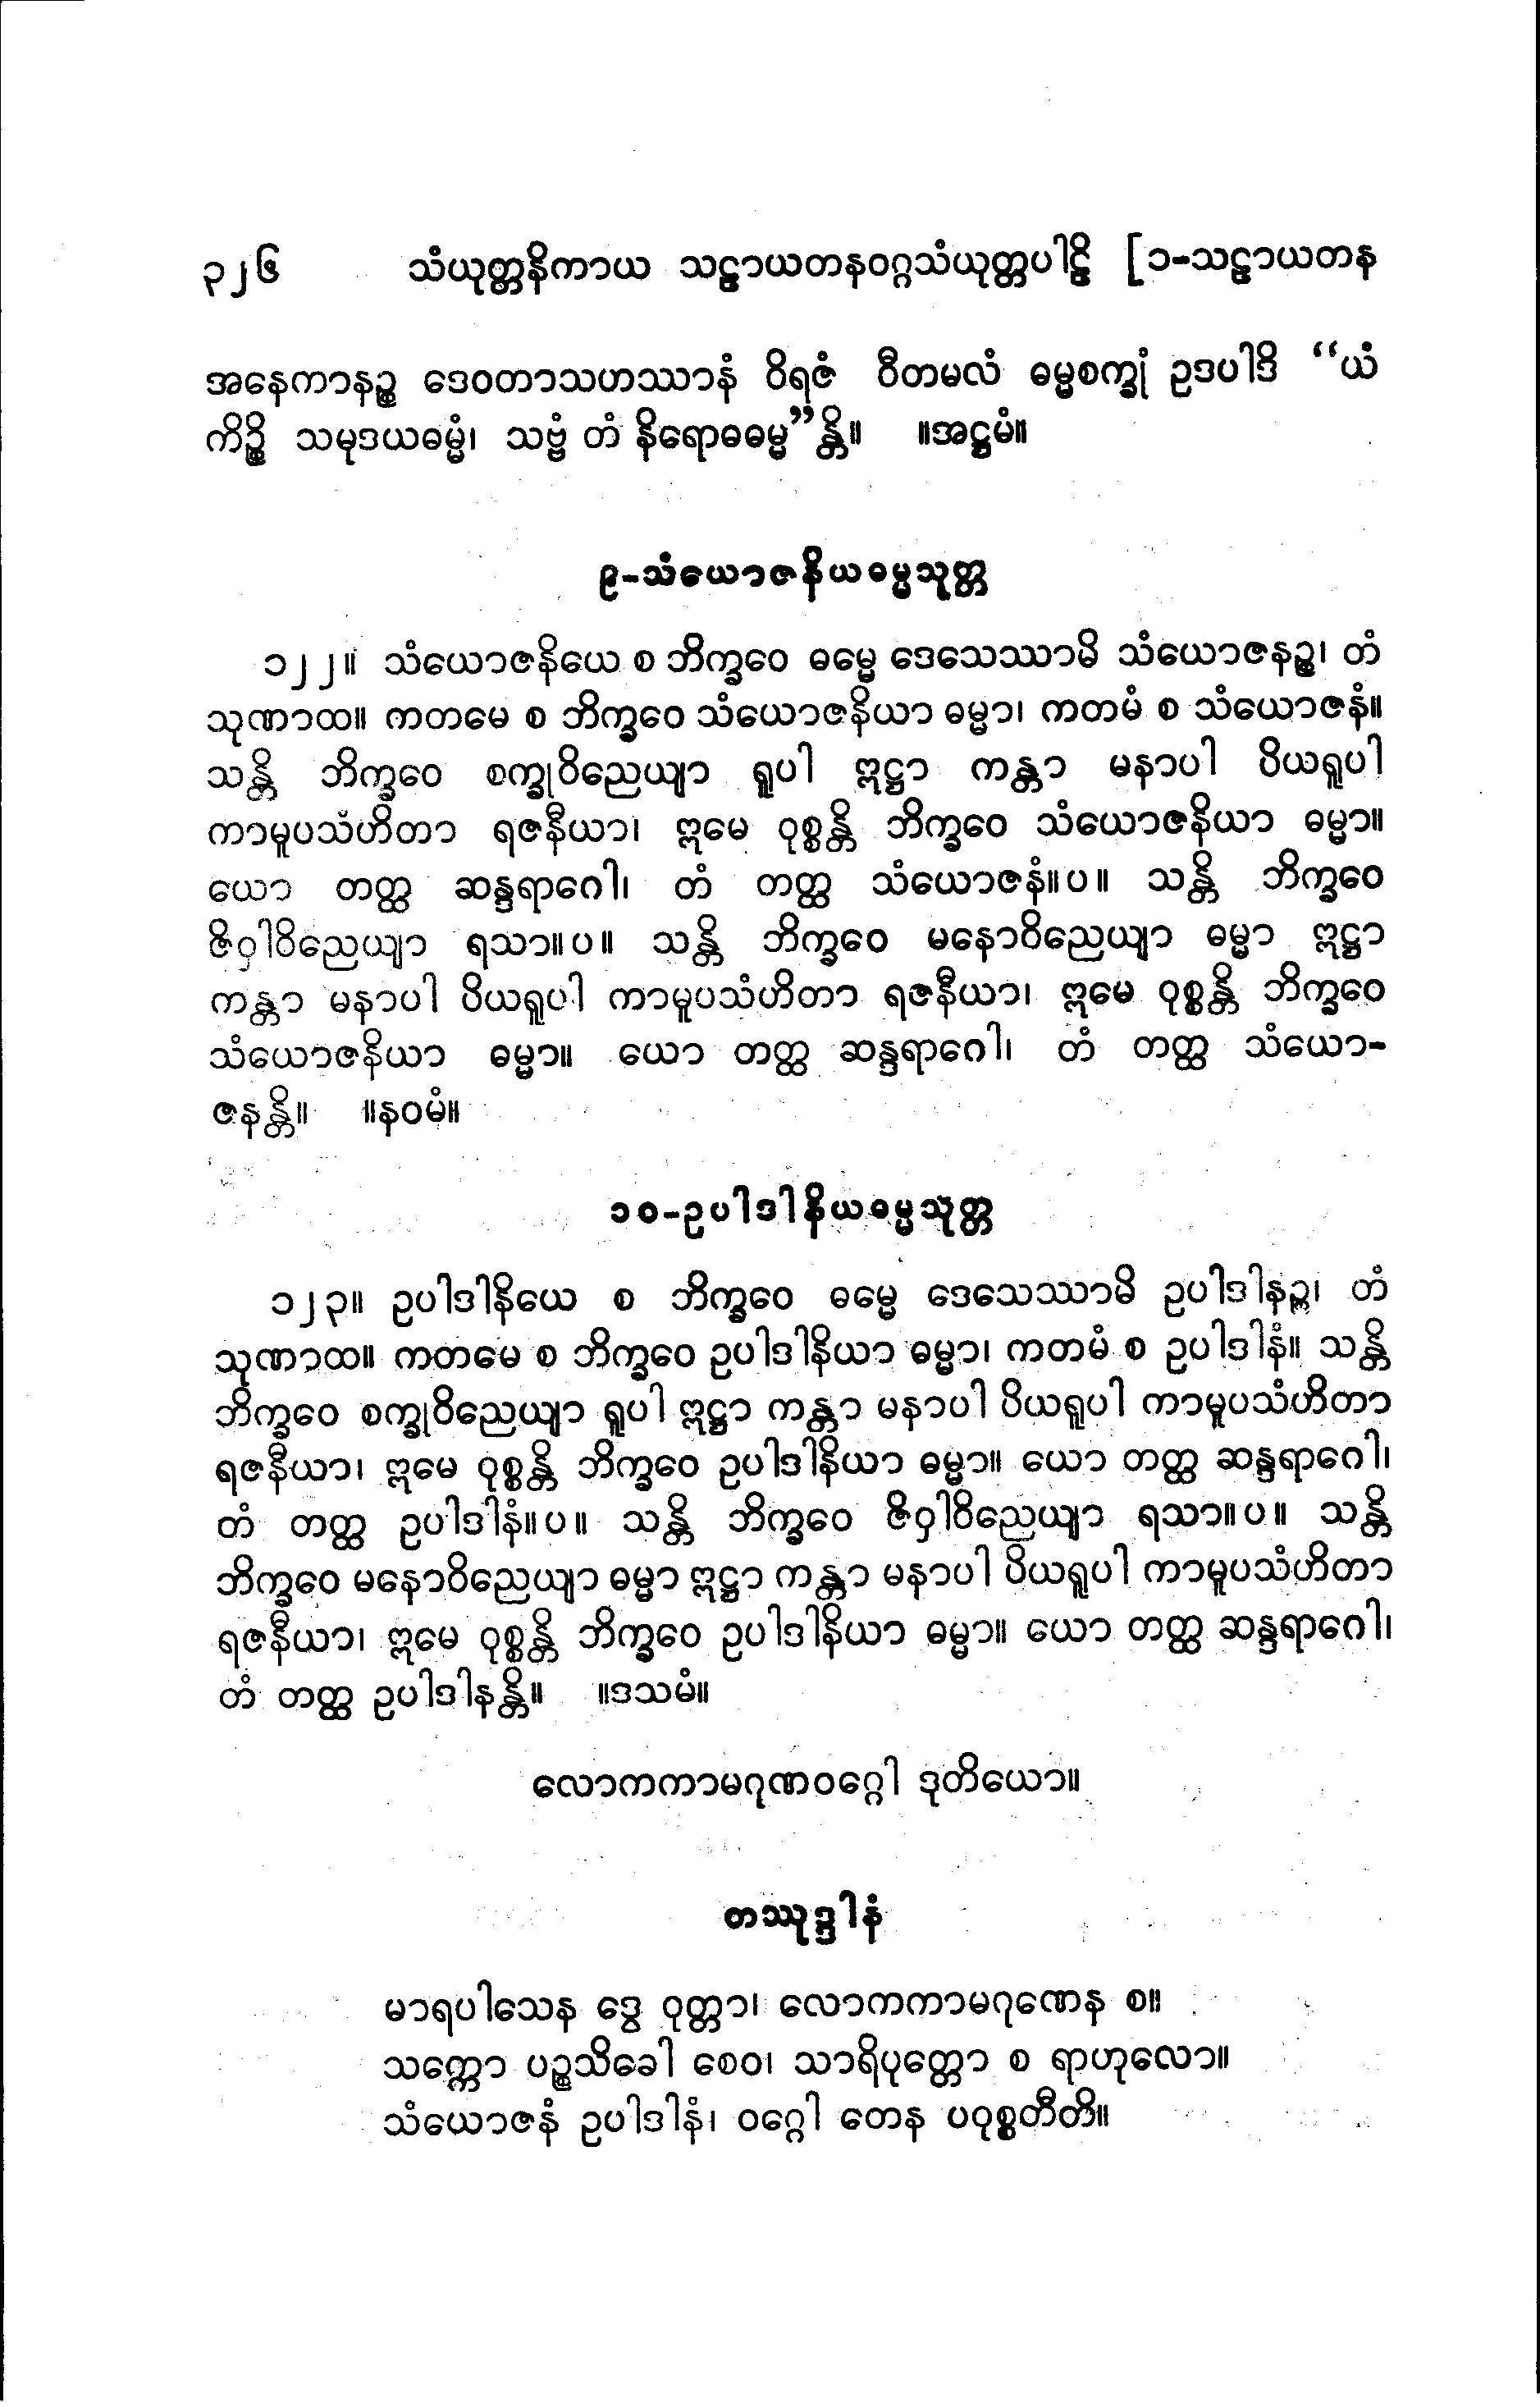 ၃၂၆ သံယုတ္တနိကာယ သဠာယတနဝဂ္ဂသံယုတ္တပါဠိ [၁-သဠာယတန
အနေကာနဉ္စ ဒေဝတာသဟဿာနံ ဝိရဇံ ဝီတမလံ ဓမ္မစက္ခုံ ဥဒပါဒိ “ယံ
ကိဉ္စိ သမုဒယဓမ္မံ၊ သဗ္ဗံ တံ နိရောဓဓမ္မ”န္တိ။ ။အဋ္ဌမံ။
၉-သံယောဇနိယဓမ္မသုတ္တ
၁၂၂။ သံယောဇနိယေ စ ဘိက္ခဝေ ဓမ္မေ ဒေသေဿာမိ သံယောဇနဉ္စ၊ တံ
သုဏာထ။ ကတမေ စ ဘိက္ခဝေ သံယောဇနိယာ ဓမ္မာ၊ ကတမံ စ သံယောဇနံ။
သန္တိ ဘိက္ခဝေ စက္ခုဝိညေယျာ ရူပါ ဣဋ္ဌာ ကန္တာ မနာပါ ပိယရူပါ
ကာမူပသံဟိတာ ရဇနီယာ၊ ဣမေ ဝုစ္စန္တိ ဘိက္ခဝေ သံယောဇနိယာ ဓမ္မာ။
ယော တတ္ထ ဆန္ဒရာဂေါ၊ တံ တတ္ထ သံယောဇနံ။ပ။ သန္တိ ဘိက္ခဝေ
ဇိဝှါဝိညေယျာ ရသာ။ပ။ သန္တိ ဘိက္ခဝေ မနောဝိညေယျာ ဓမ္မာ ဣဋ္ဌာ
ကန္တာ မနာပါ ပိယရူပါ ကာမူပသံဟိတာ ရဇနီယာ၊ ဣမေ ဝုစ္စန္တိ ဘိက္ခဝေ
သံယောဇနိယာ ဓမ္မာ။ ယော တတ္ထ ဆန္ဒရာဂေါ၊ တံ တတ္ထ သံယော-
ဇနန္တိ။ ။နဝမံ။
၁၀-ဥပါဒါနိယဓမ္မသုတ္တ
၁၂၃။ ဥပါဒါနိယေ စ ဘိက္ခဝေ ဓမ္မေ ဒေသေဿာမိ ဥပါဒါနဉ္စ၊ တံ
သုဏာထ။ ကတမေ စ ဘိက္ခဝေ ဥပါဒါနိယာ ဓမ္မာ၊ ကတမံ စ ဥပါဒါနံ။ သန္တိ
ဘိက္ခဝေ စက္ခုဝိညေယျာ ရူပါ ဣဋ္ဌာ ကန္တာ မနာပါ ပိယရူပါ ကာမူပသံဟိတာ
ရဇနီယာ၊ ဣမေ ဝုစ္စန္တိ ဘိက္ခဝေ ဥပါဒါနိယာ ဓမ္မာ။ ယော တတ္ထ ဆန္ဒရာဂေါ၊
တံ တတ္ထ ဥပါဒါနံ။ပ။ သန္တိ ဘိက္ခဝေ ဇိဝှါဝိညေယျာ ရသာ။ပ။ သန္တိ
ဘိက္ခဝေ မနောဝိညေယျာ ဓမ္မာ ဣဋ္ဌာ ကန္တာ မနာပါ ပိယရူပါ ကာမူပသံဟိတာ
ရဇနီယာ၊ ဣမေ ဝုစ္စန္တိ ဘိက္ခဝေ ဥပါဒါနိယာ ဓမ္မာ။ ယော တတ္ထ ဆန္ဒရာဂေါ၊
တံ တတ္ထ ဥပါဒါနန္တိ။ ။ဒသမံ။
လောကကာမဂုဏဝဂ္ဂေါ ဒုတိယော။
တဿုဒ္ဒါနံ
မာရပါသေန ဒွေ ဝုတ္တာ၊ လောကကာမဂုဏေန စ။
သက္ကော ပဉ္စသိခေါ စေဝ၊ သာရိပုတ္တော စ ရာဟုလော။
သံယောဇနံ ဥပါဒါနံ၊ ဝဂ္ဂေါ တေန ပဝုစ္စတီတိ။